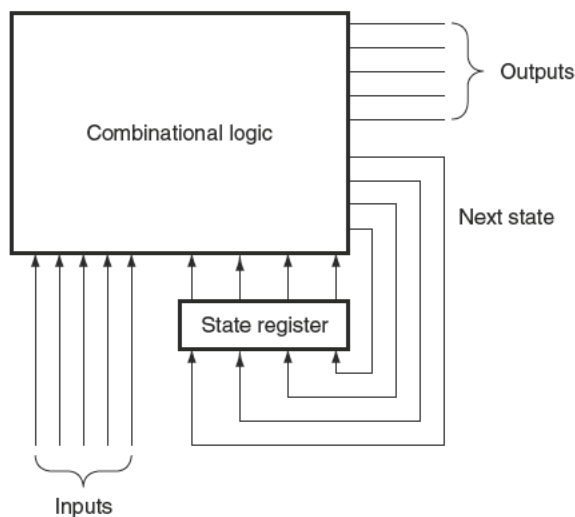 Outputs
Combinational logic
Next state
State register
Inputs